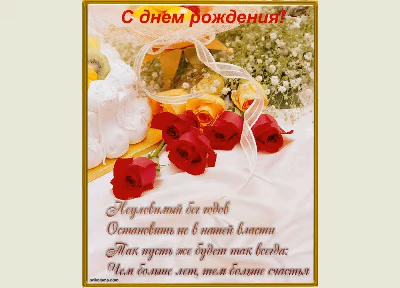 С днем рождения!
Неуловимый бег годов
Остановить не в нашей власти
Так пусть же будет так всегда:
Чем больше лет, тем больше счастья